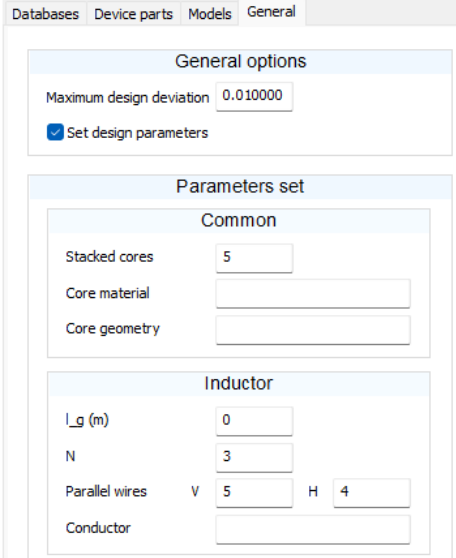 Databases Device parts Models General
General options
Maximum design deviation 0.010000
Set design parameters
Parameters set
Common
Stacked cores 5
Core material
Core geometry
Inductor
l_g (m) 0
N 3
Parallel wires V 5 H 4
Conductor